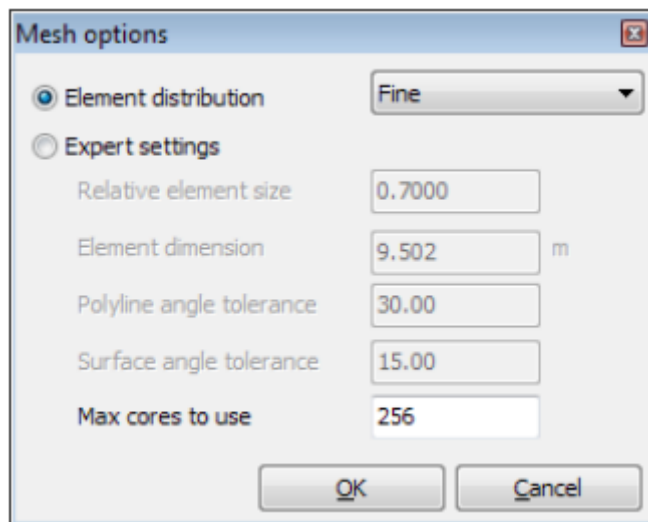 Mesh options
Element distribution Fine
Expert settings
Relative element size 0.7000
Element dimension 9.502 m
Polyline angle tolerance 30.00
Surface angle tolerance 15.00
Max cores to use 256
OK Cancel